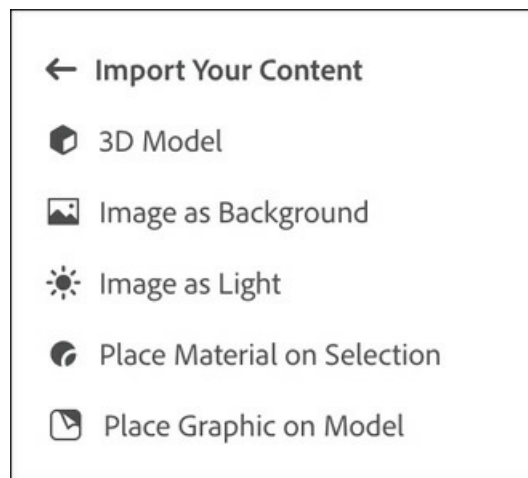 Import Your Content
3D Model
Image as Background
Image as Light
Place Material on Selection
Place Graphic on Model